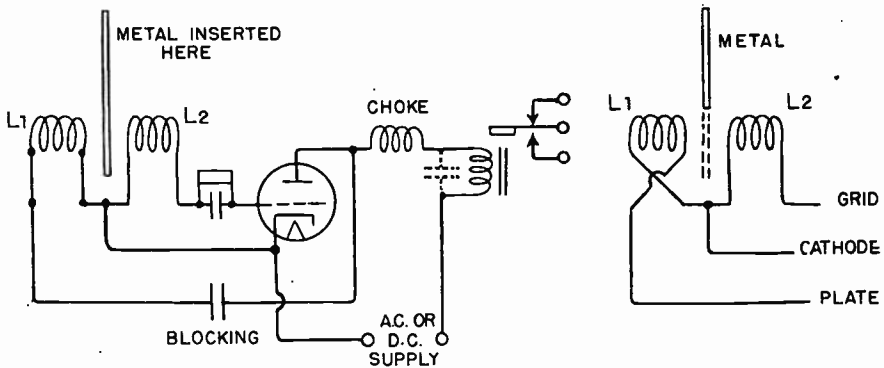 METAL INSERTED
HERE
L1
L2
CHOKE
BLOCKING
A.C. OR
D.C.
SUPPLY
METAL
L1
L2
GRID
CATHODE
PLATE